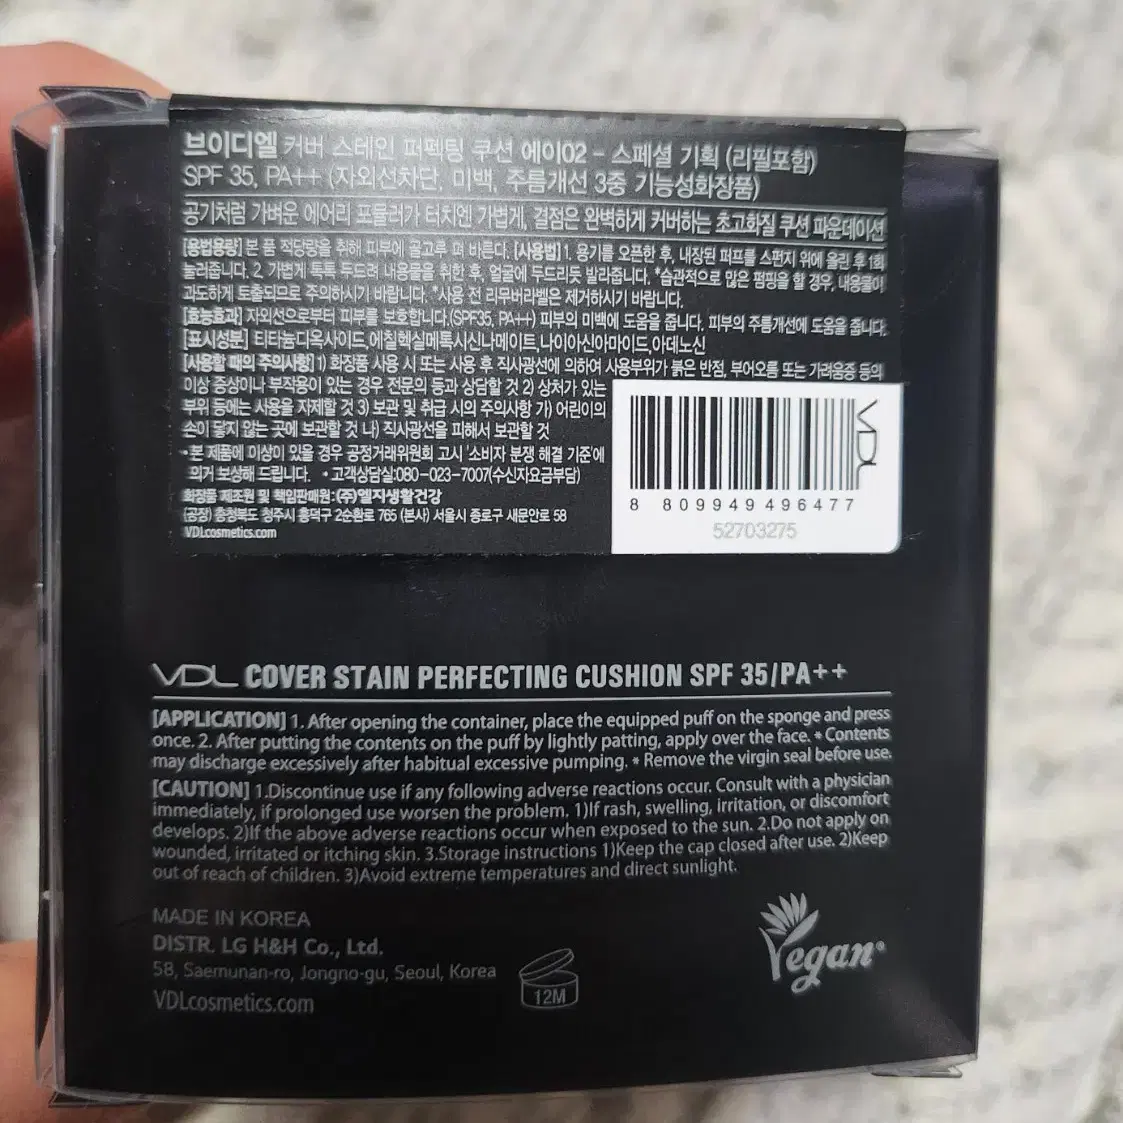 브이디엘 커버 스테인 퍼펙팅 쿠션 에이02 - 스페셜 기획 (리필포함)
SPF 35, PA++ (자외선차단, 미백, 주름개선 3중 기능성화장품)
공기처럼 가벼운 에어리 포뮬러가 터치엔 가볍게, 결점은 완벽하게 커버하는 초고화질 쿠션 파운데이션
[용법용량] 본 품 적당량을 취해 피부에 골고루 펴 바른다. [사용법] 1. 용기를 오픈한 후, 내장된 퍼프를 스펀지 위에 올린 후 1회
눌러줍니다. 2. 가볍게 톡톡 두드려 내용물을 취한 후, 얼굴에 두드리듯 발라줍니다. *습관적으로 많은 펌핑을 할 경우, 내용물이
과도하게 토출되므로 주의하시기 바랍니다. *사용 전 리무버라벨은 제거하시기 바랍니다.
[효능효과] 자외선으로부터 피부를 보호합니다.(SPF35, PA++) 피부의 미백에 도움을 줍니다. 피부의 주름개선에 도움을 줍니다.
[표시성분] 티타늄디옥사이드,에칠헥실메톡시신나메이트,나이아신아마이드,아데노신
[사용할 때의 주의사항] 1) 화장품 사용 시 또는 사용 후 직사광선에 의하여 사용부위가 붉은 반점, 부어오름 또는 가려움증 등의
이상 증상이나 부작용이 있는 경우 전문의 등과 상담할 것 2) 상처가 있는
부위 등에는 사용을 자제할 것 3) 보관 및 취급 시의 주의사항 가) 어린이의
손이 닿지 않는 곳에 보관할 것 나) 직사광선을 피해서 보관할 것
• 본 제품에 이상이 있을 경우 공정거래위원회 고시 '소비자 분쟁 해결 기준'에
의거 보상해 드립니다. • 고객상담실:080-023-7007(수신자요금부담)
화장품 제조원 및 책임판매원:(주)엘지생활건강
(공장) 충청북도 청주시 흥덕구 2순환로 765 (본사) 서울시 종로구 새문안로 58
VDLcosmetics.com
VDL
8 809949 496477
52703275
VDL COVER STAIN PERFECTING CUSHION SPF 35/PA++
[APPLICATION] 1. After opening the container, place the equipped puff on the sponge and press
once. 2. After putting the contents on the puff by lightly patting, apply over the face. * Contents
may discharge excessively after habitual excessive pumping. * Remove the virgin seal before use.
[CAUTION] 1.Discontinue use if any following adverse reactions occur. Consult with a physician
immediately, if prolonged use worsen the problem. 1)If rash, swelling, irritation, or discomfort
develops. 2)If the above adverse reactions occur when exposed to the sun. 2.Do not apply on
wounded, irritated or itching skin. 3.Storage instructions 1)Keep the cap closed after use. 2)Keep
out of reach of children. 3)Avoid extreme temperatures and direct sunlight.
MADE IN KOREA
DISTR. LG H&H Co., Ltd.
58, Saemunan-ro, Jongno-gu, Seoul, Korea
VDLcosmetics.com
12M
Vegan®